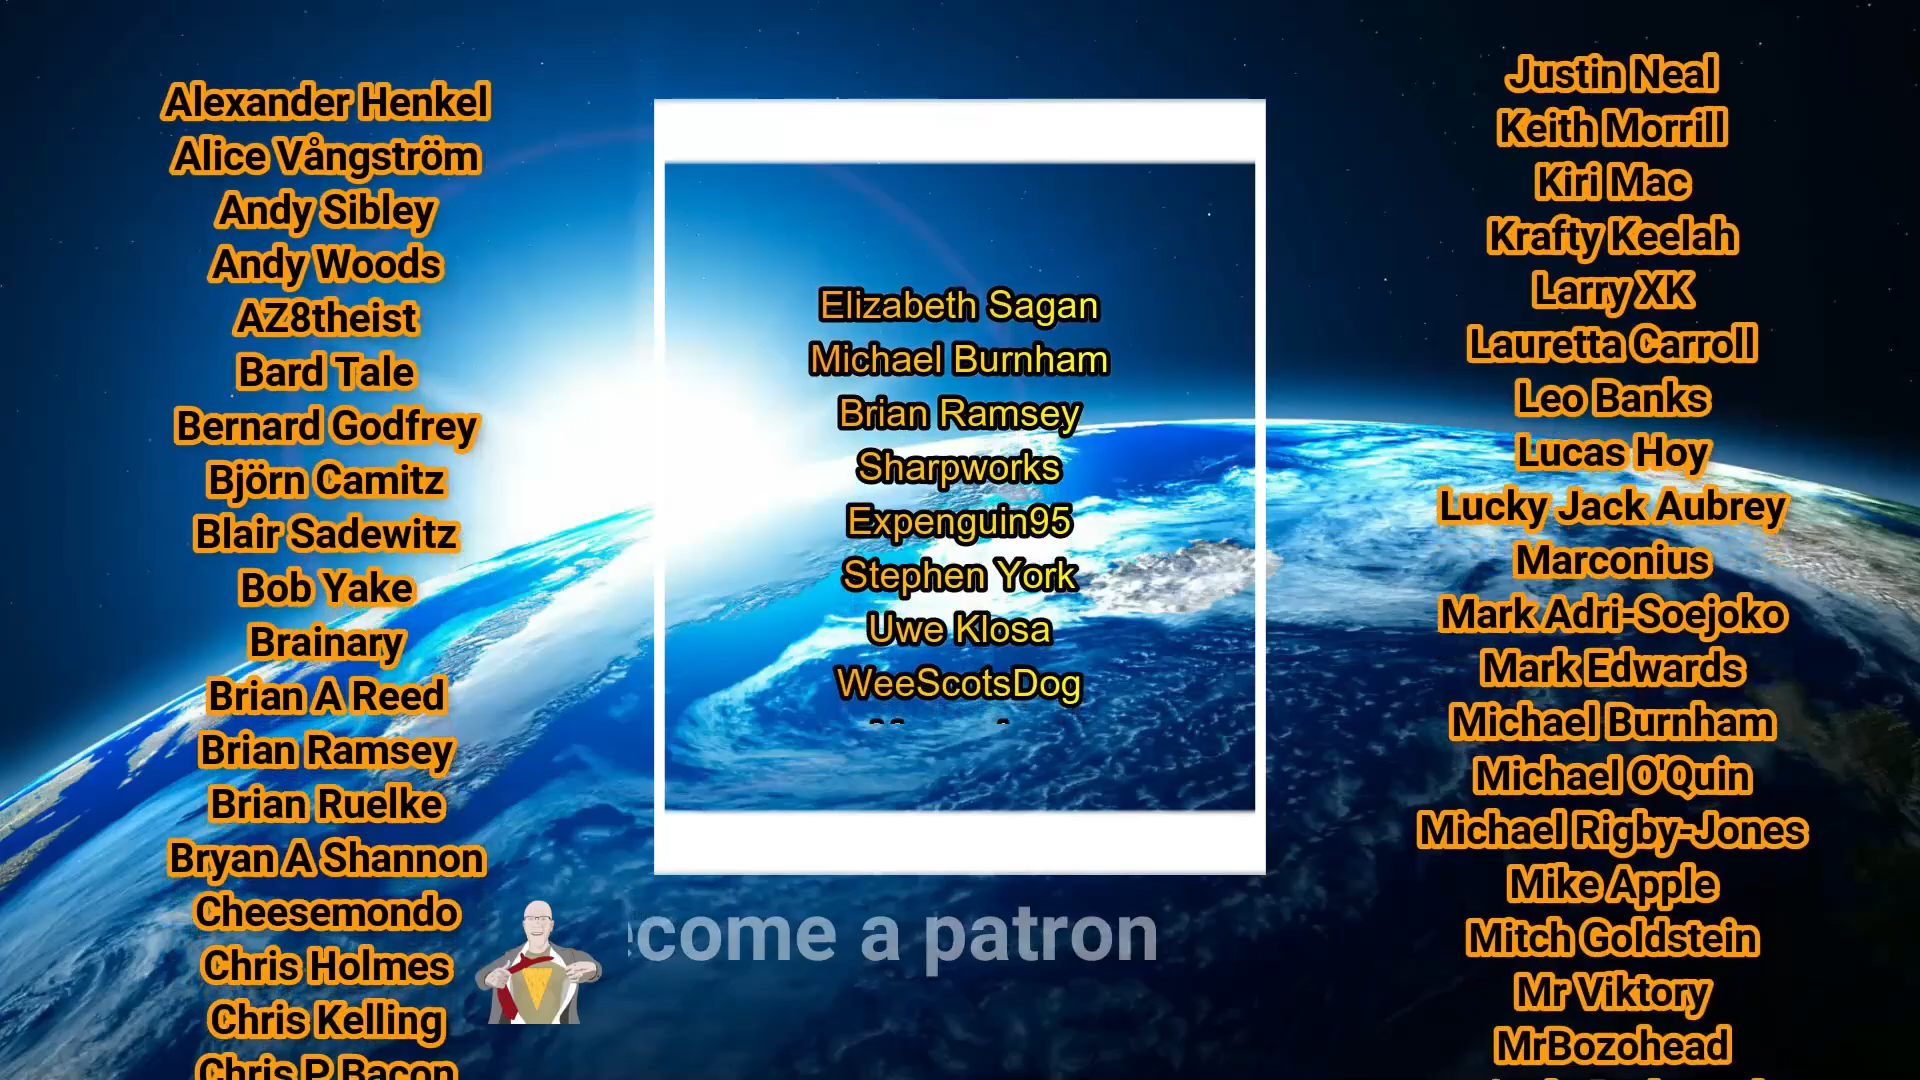 Alexander Henkel
Alice Vångström
Andy Sibley
Andy Woods
AZ8theist
Bard Tale
Bernard Godfrey
Björn Camitz
Blair Sadewitz
Bob Yake
Brainary
Brian A Reed
Brian Ramsey
Brian Ruelke
Bryan A Shannon
Cheesemondo
Chris Holmes
Chris Kelling
Chris P Bacon
Elizabeth Sagan
Michael Burnham
Brian Ramsey
Sharpworks
Expenguin95
Stephen York
Uwe Klosa
WeeScotsDog
come a patron
Justin Neal
Keith Morrill
Kiri Mac
Krafty Keelah
Larry XK
Lauretta Carroll
Leo Banks
Lucas Hoy
Lucky Jack Aubrey
Marconius
Mark Adri-Soejoko
Mark Edwards
Michael Burnham
Michael O'Quin
Michael Rigby-Jones
Mike Apple
Mitch Goldstein
Mr Viktory
MrBozohead